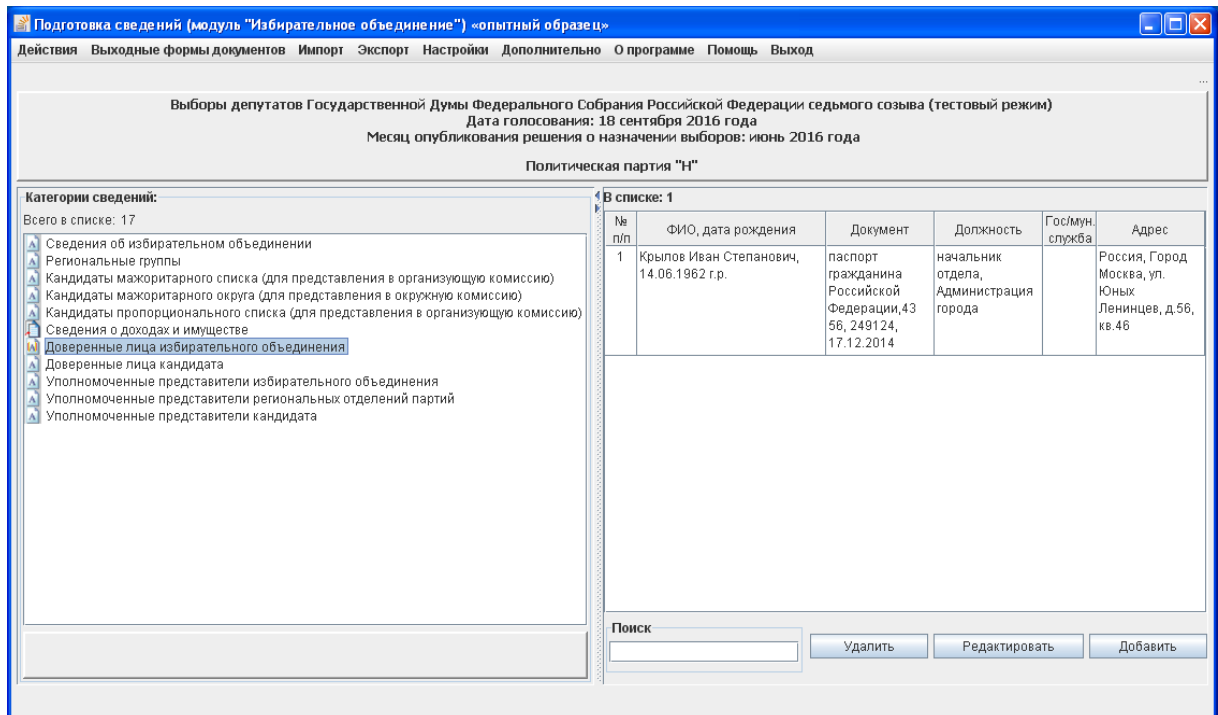 Подготовка сведений (модуль "Избирательное объединение") «опытный образец»
Действия Выходные формы документов Импорт Экспорт Настройки Дополнительно О программе Помощь Выход
...
Выборы депутатов Государственной Думы Федерального Собрания Российской Федерации седьмого созыва (тестовый режим)
Дата голосования: 18 сентября 2016 года
Месяц опубликования решения о назначении выборов: июнь 2016 года
Политическая партия "Н"
Категории сведений:
Всего в списке: 17
Сведения об избирательном объединении
Региональные группы
Кандидаты мажоритарного списка (для представления в организующую комиссию)
Кандидаты мажоритарного округа (для представления в окружную комиссию)
Кандидаты пропорционального списка (для представления в организующую комиссию)
Сведения о доходах и имуществе
Доверенные лица избирательного объединения
Доверенные лица кандидата
Уполномоченные представители избирательного объединения
Уполномоченные представители региональных отделений партий
Уполномоченные представители кандидата
В списке: 1
№ п/п
ФИО, дата рождения
Документ
Должность
Гос/мун. служба
Адрес
1
Крылов Иван Степанович,
14.06.1962 г.р.
паспорт
гражданина
Российской
Федерации,43
56, 249124,
17.12.2014
начальник
отдела,
Администрация
города
Россия, Город
Москва, ул.
Юных
Ленинцев, д.56,
кв.46
Поиск
Удалить Редактировать Добавить